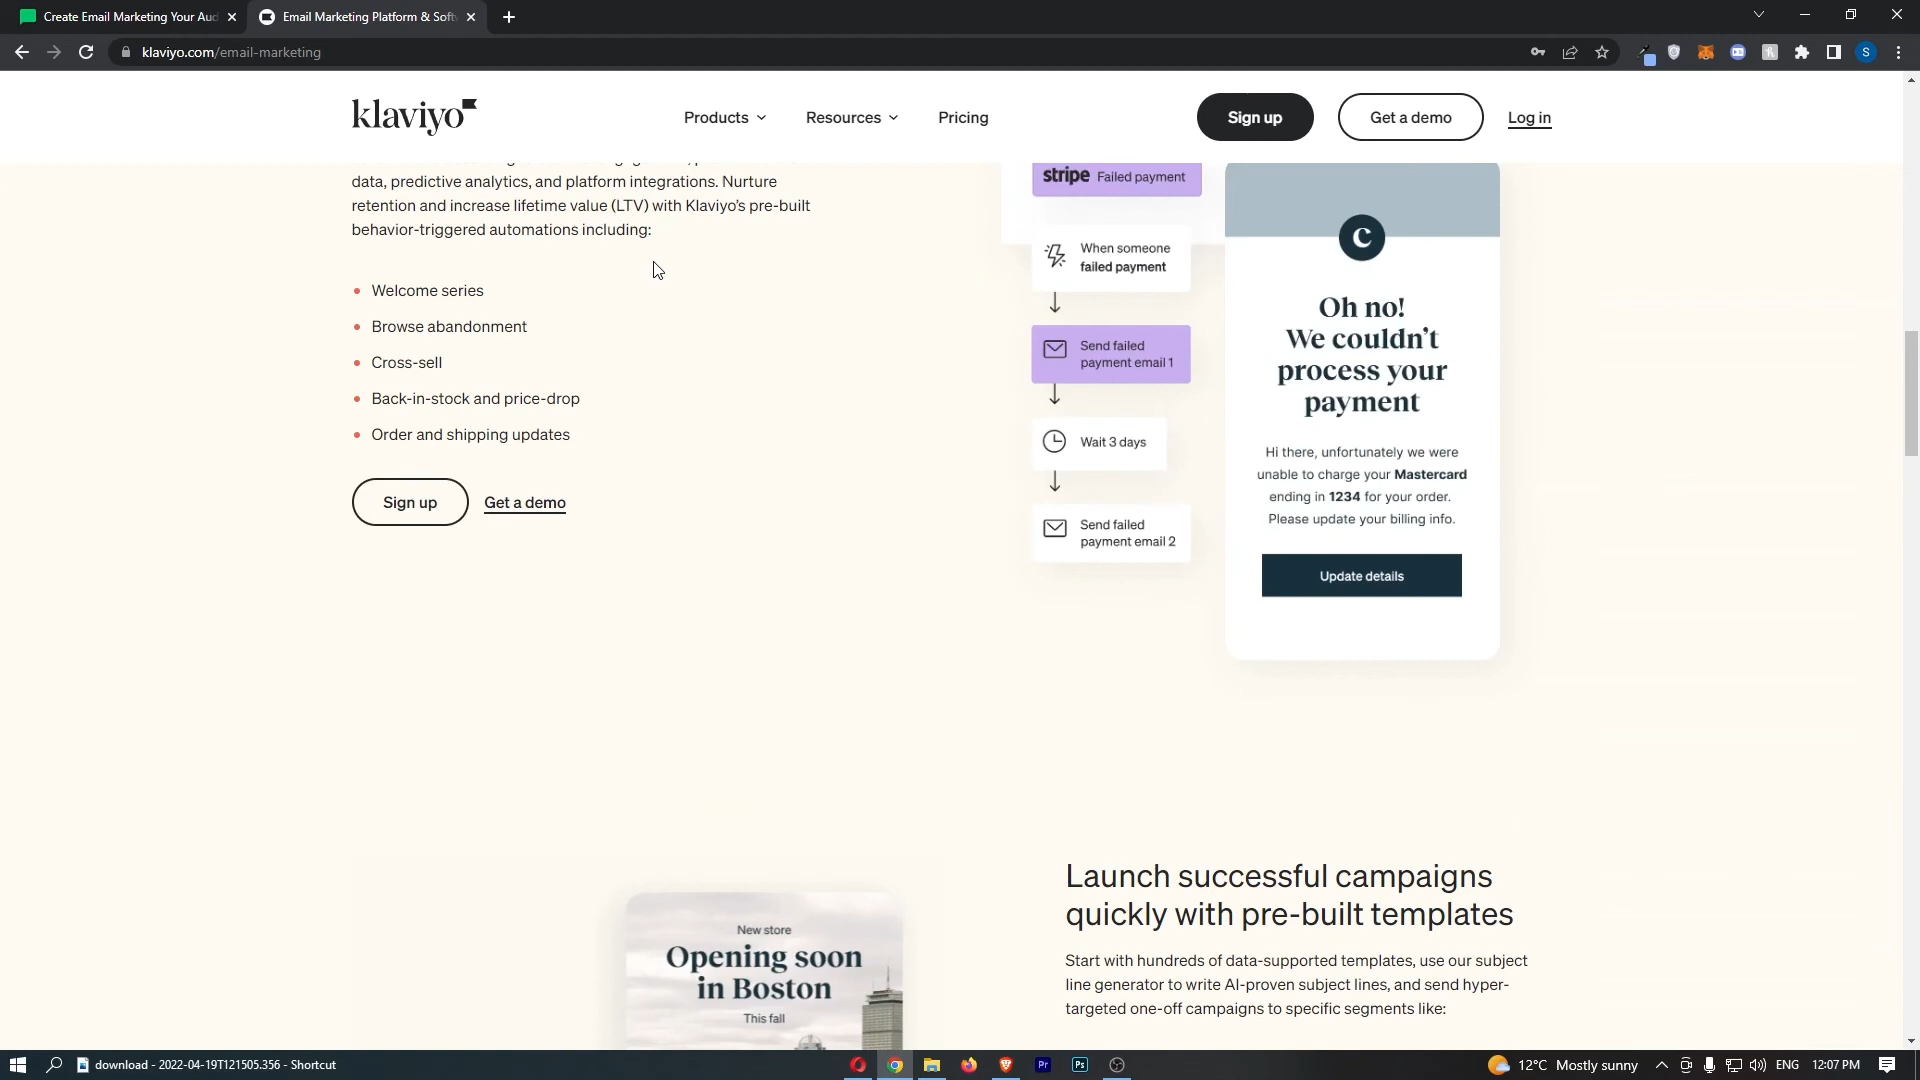 Create Email Marketing Your Aud
Email Marketing Platform & Soft
klaviyo.com/email-marketing
S
klaviyo
Products
Resources
Pricing
Sign up
Get a demo
Log in
data, predictive analytics, and platform integrations. Nurture
retention and increase lifetime value (LTV) with Klaviyo's pre-built
behavior-triggered automations including:
Welcome series
Browse abandonment
Cross-sell
Back-in-stock and price-drop
Order and shipping updates
Sign up
Get a demo
stripe Failed payment
When someone
failed payment
Send failed
payment email 1
Wait 3 days
Send failed
payment email 2
C
Oh no!
We couldn't
process your
payment
Hi there, unfortunately we were
unable to charge your Mastercard
ending in 1234 for your order.
Please update your billing info.
Update details
New store
Opening soon
in Boston
This fall
Launch successful campaigns
quickly with pre-built templates
Start with hundreds of data-supported templates, use our subject
line generator to write AI-proven subject lines, and send hyper-
targeted one-off campaigns to specific segments like:
download - 2022-04-19T121505.356 - Shortcut
Pr
Ps
12°C Mostly sunny
ENG
12:07 PM